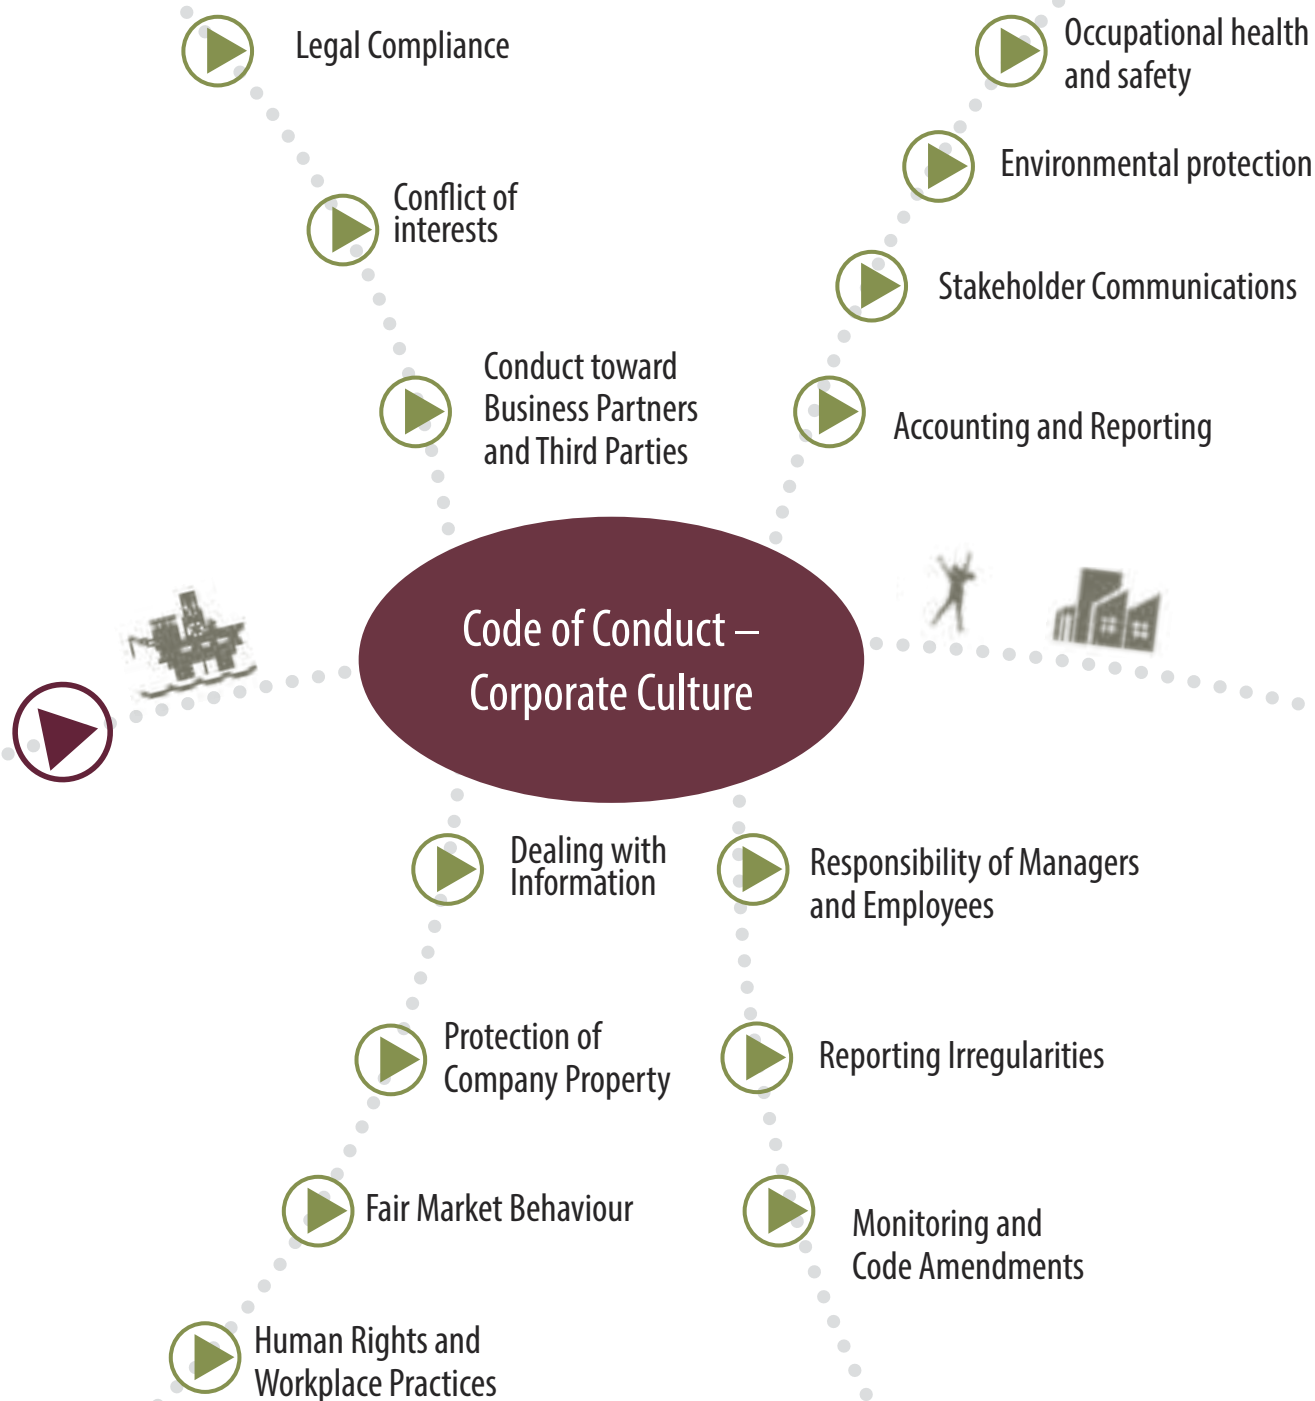 Legal Compliance
Occupational health
and safety
Environmental protection
Conflict of
interests
Stakeholder Communications
Conduct toward
Business Partners
and Third Parties
Accounting and Reporting
Code of Conduct –
Corporate Culture
Dealing with
Information
Responsibility of Managers
and Employees
Protection of
Company Property
Reporting Irregularities
Fair Market Behaviour
Monitoring and
Code Amendments
Human Rights and
Workplace Practices